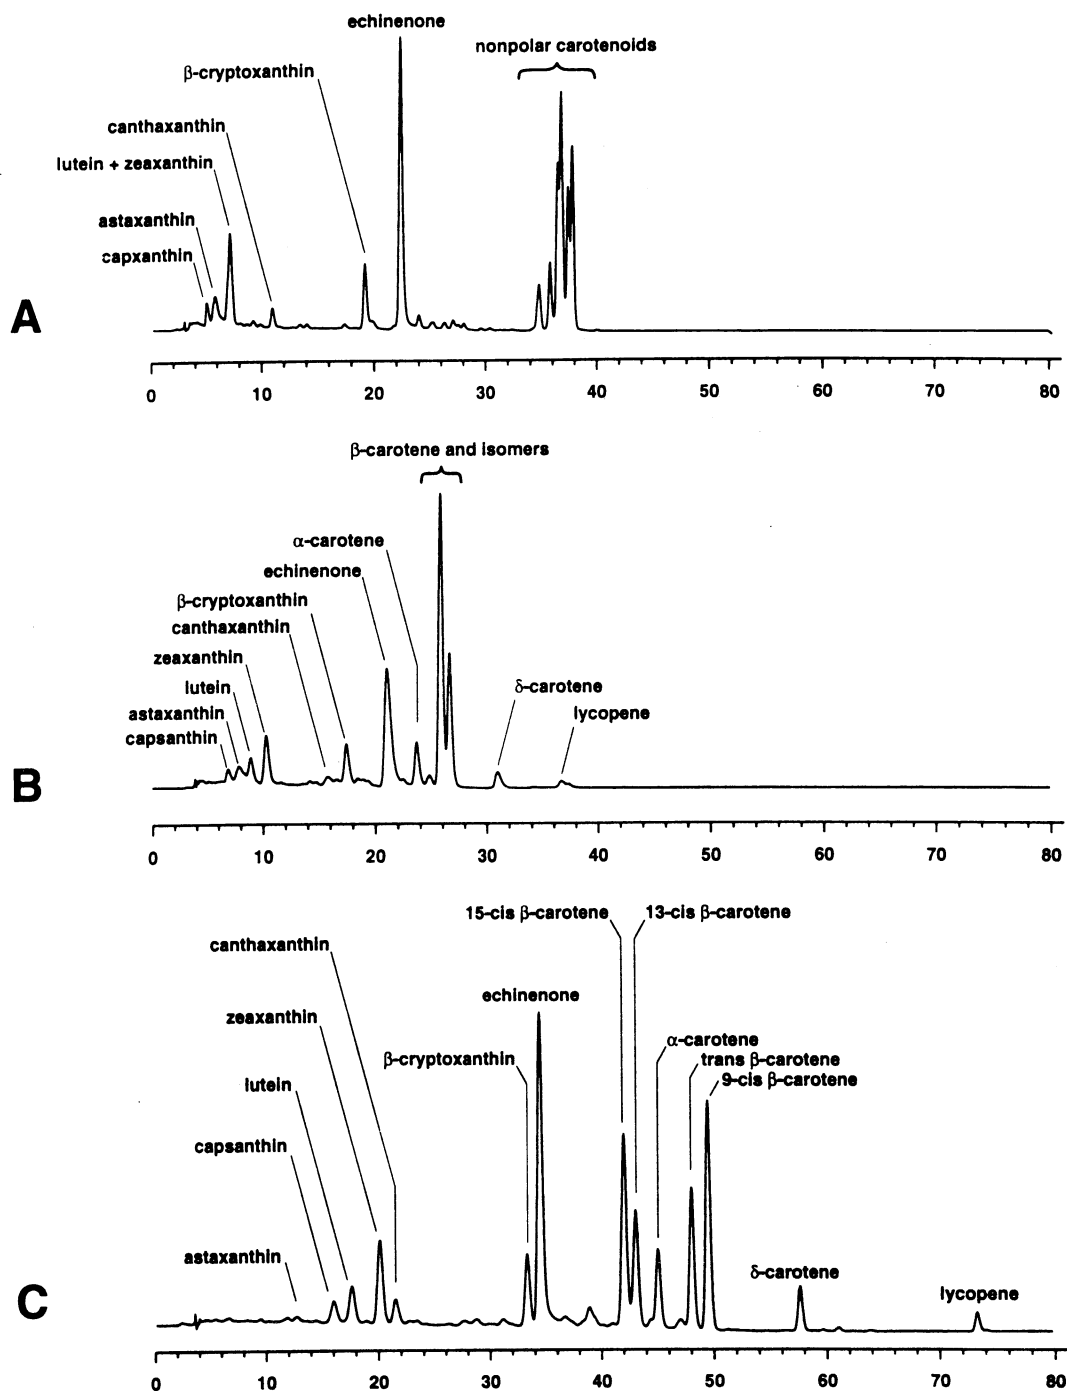 echinenone
nonpolar carotenoids
β-cryptoxanthin
canthaxanthin
lutein + zeaxanthin
astaxanthin
capxanthin
A
0 10 20 30 40 50 60 70 80
β-carotene and isomers
α-carotene
echinenone
β-cryptoxanthin
canthaxanthin
zeaxanthin
lutein
δ-carotene
astaxanthin
lycopene
capsanthin
B
0 10 20 30 40 50 60 70 80
15-cis β-carotene
13-cis β-carotene
canthaxanthin
echinenone
zeaxanthin
α-carotene
β-cryptoxanthin
trans β-carotene
9-cis β-carotene
lutein
capsanthin
astaxanthin
δ-carotene
lycopene
C
0 10 20 30 40 50 60 70 80